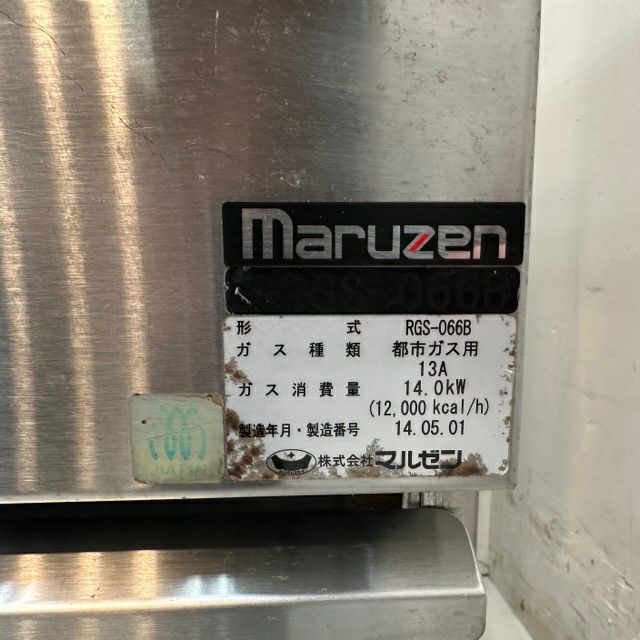 maruzen
RGS-066B
形式 RGS-066B
ガス種類 都市ガス用
13A
ガス消費量 14.0kW
(12,000 kcal/h)
製造年月・製造番号 14.05.01
株式会社マルゼン